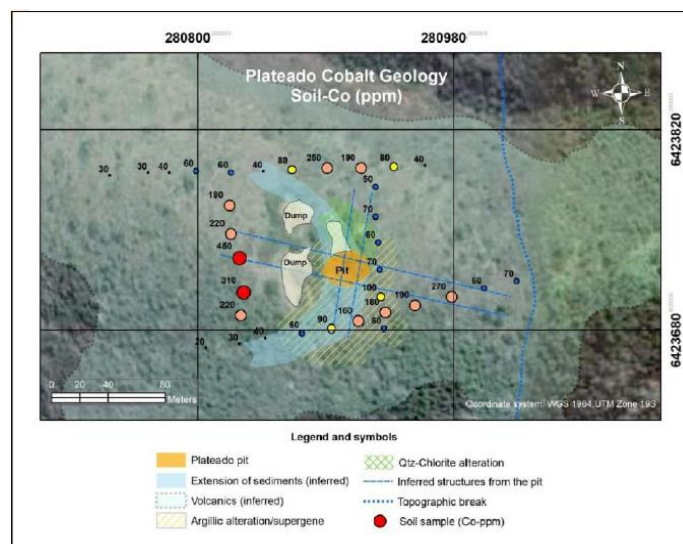 280800
280980
Plateado Cobalt Geology
Soil-Co (ppm)
N
W E
S
6423820
30 30 40 60 60 40 80 250 190 80 40
50
180
Dump
70
220
60
450
Dump
Pit
70
310
100
270
60
70
190
180
220
160
90
60
60
40
30
20
6423680
0 20 40 80
Meters
Coordinate system: WGS 1984,UTM Zone 19S
Legend and symbols
Plateado pit
Qtz-Chlorite alteration
Extension of sediments (inferred)
Inferred structures from the pit
Volcanics (inferred)
Topographic break
Argillic alteration/supergene
Soil sample (Co-ppm)